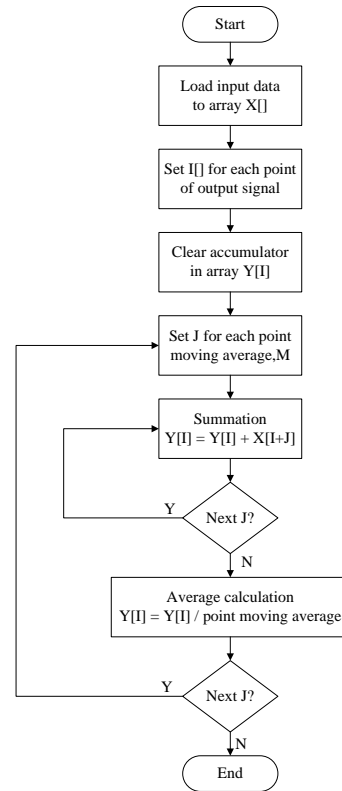 Start
Load input data
to array X[]
Set I[] for each point
of output signal
Clear accumulator
in array Y[I]
Set J for each point
moving average,M
Summation
Y[I] = Y[I] + X[I+J]
Y
Next J?
N
Average calculation
Y[I] = Y[I] / point moving average
Y
Next J?
N
End